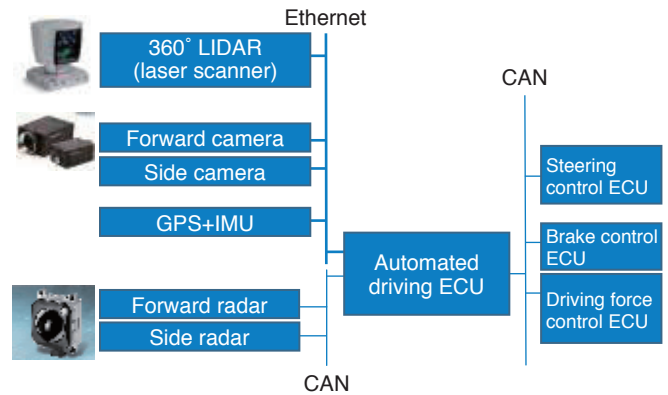 Ethernet
360° LIDAR
(laser scanner)
Forward camera
Side camera
GPS+IMU
Forward radar
Side radar
CAN
Automated
driving ECU
CAN
Steering
control ECU
Brake control
ECU
Driving force
control ECU